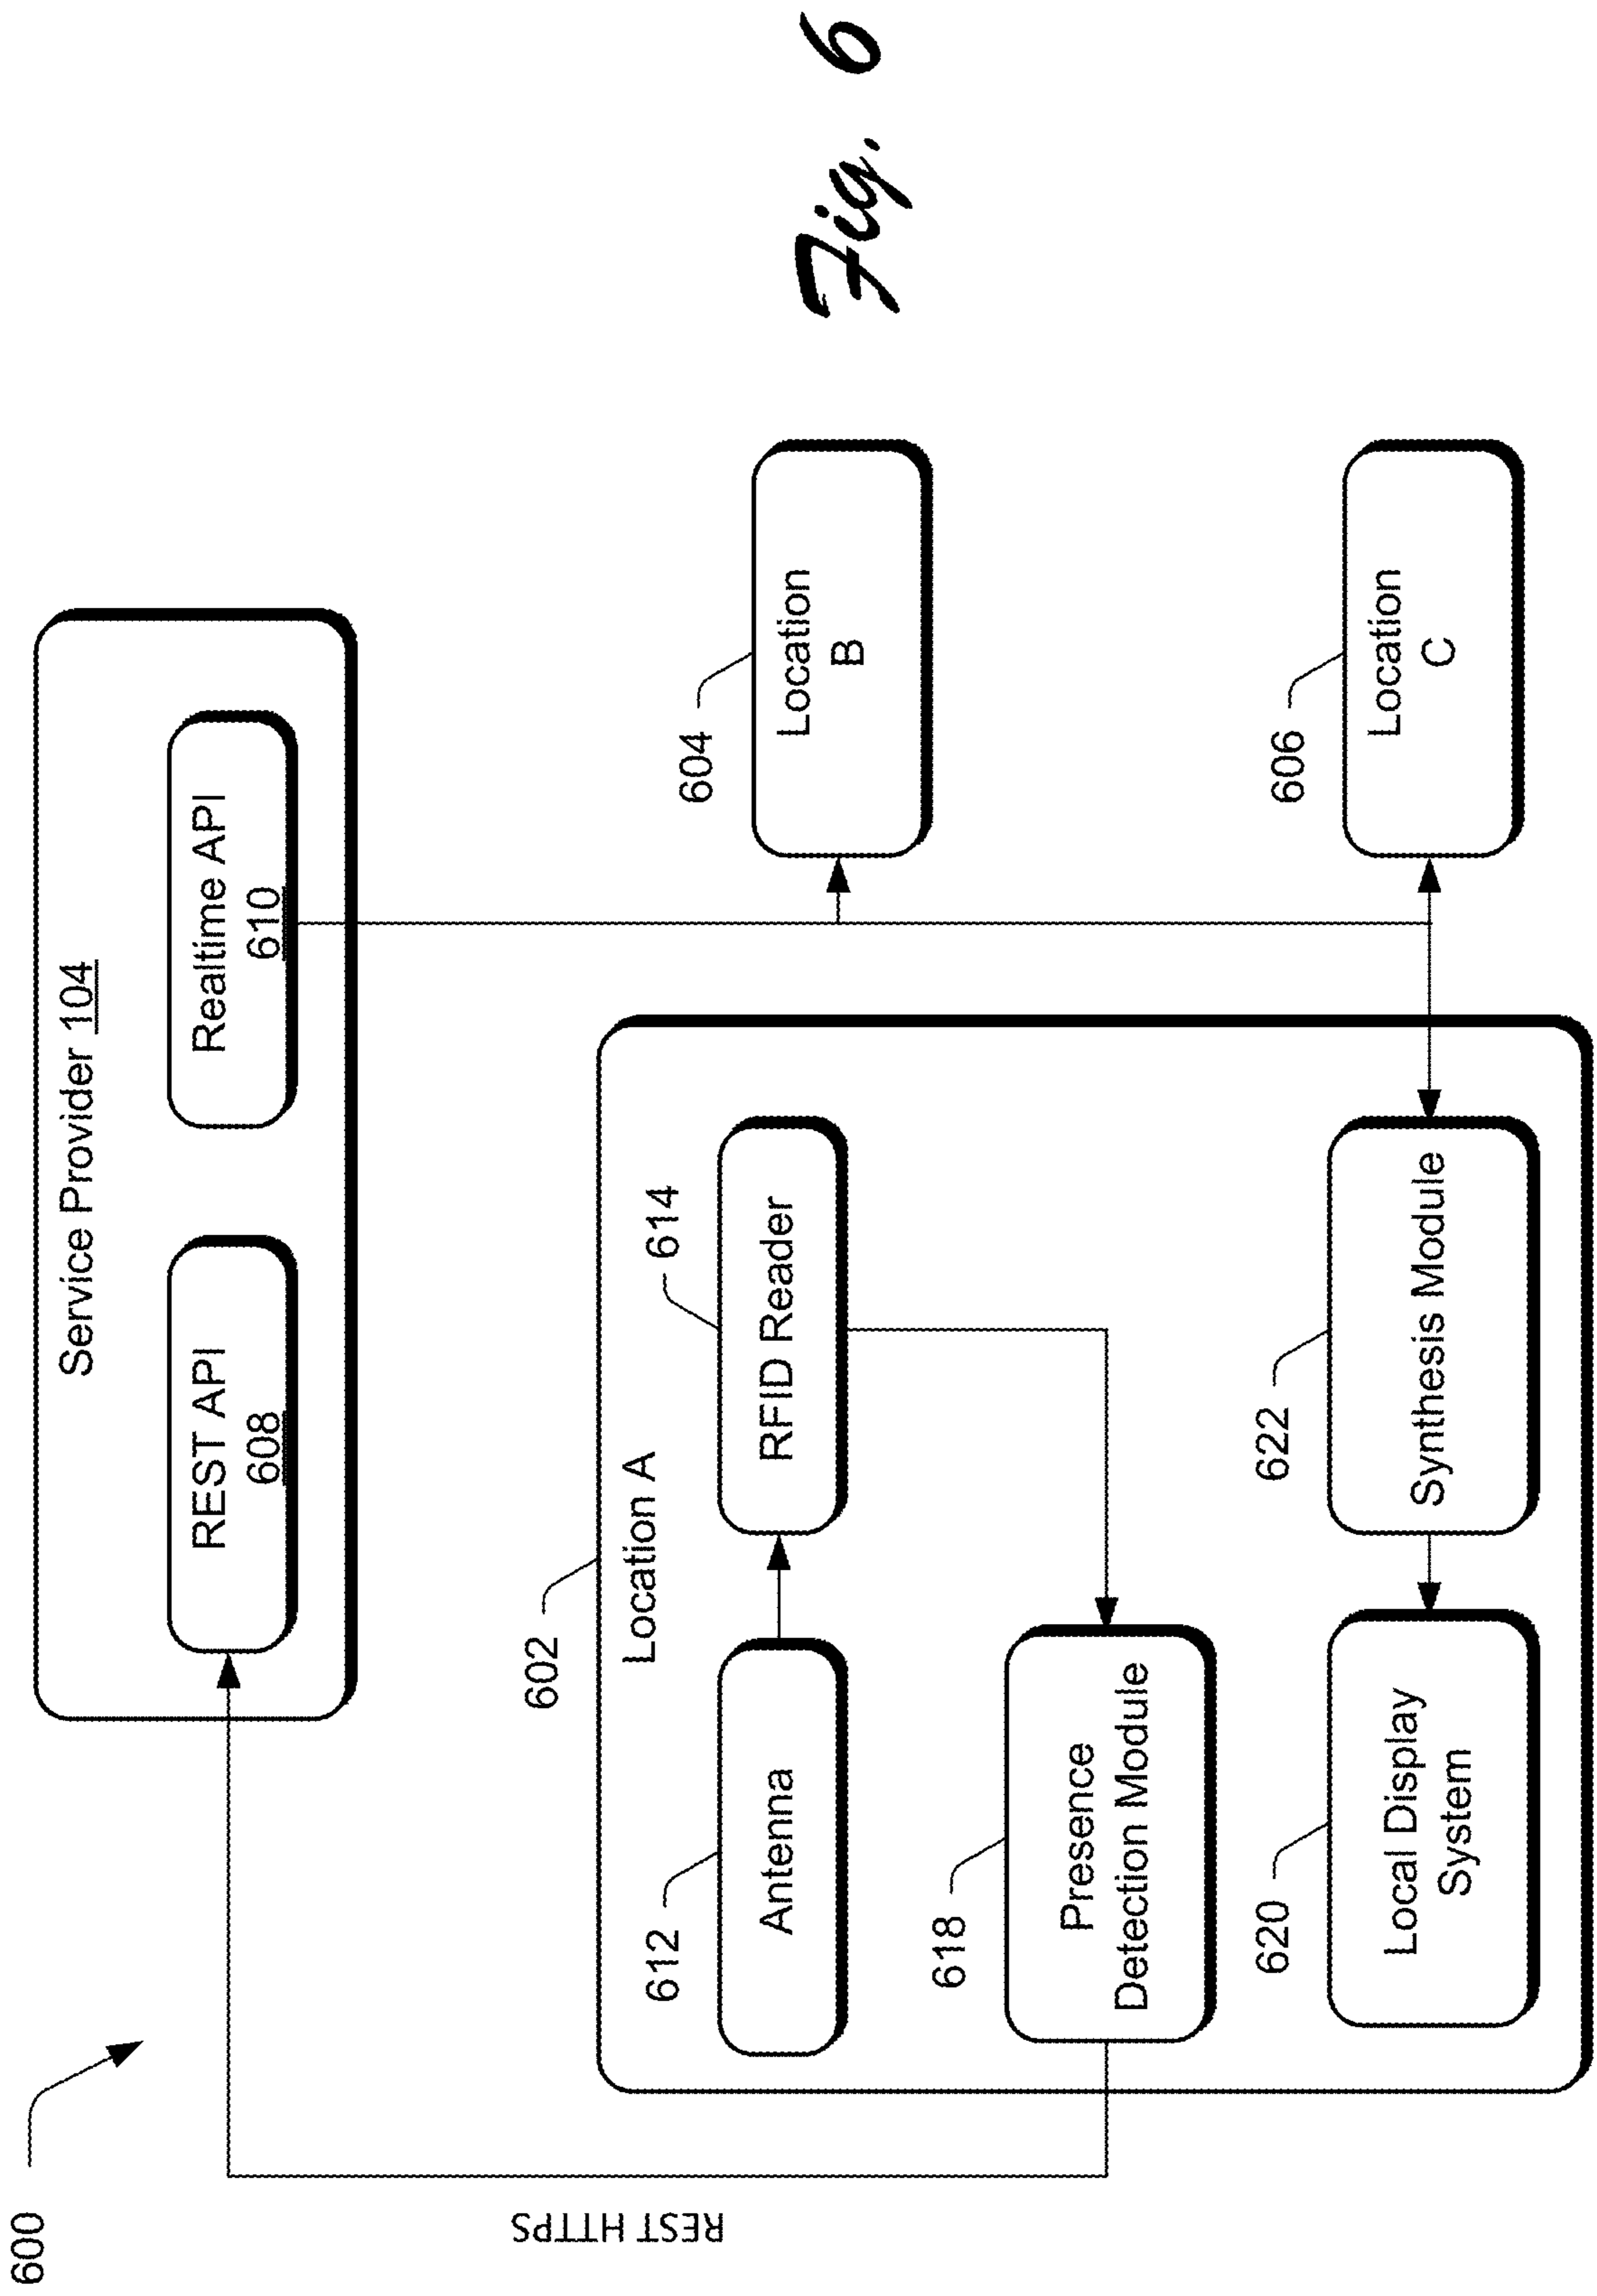 600
Service Provider 104
REST API
608
Realtime API
610
REST HTTPS
602
Location A
612
Antenna
614
RFID Reader
618
Presence
Detection Module
620
Local Display
System
622
Synthesis Module
604
Location
B
606
Location
C
Fig. 6